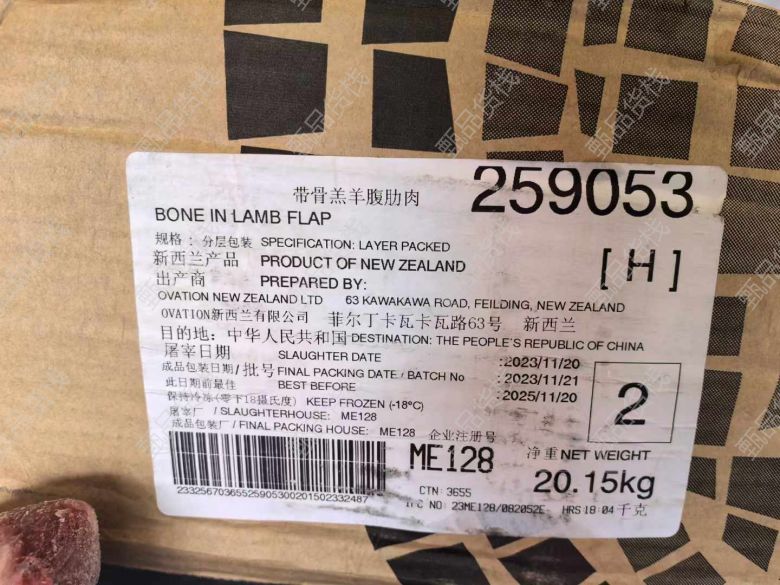 带骨羔羊腹肋肉
259053
BONE IN LAMB FLAP
规格：分层包装 SPECIFICATION: LAYER PACKED
新西兰产品 PRODUCT OF NEW ZEALAND
[H]
出产商 PREPARED BY:
OVATION NEW ZEALAND LTD 63 KAWAKAWA ROAD, FEILDING, NEW ZEALAND
OVATION新西兰有限公司 菲尔丁卡瓦卡瓦路63号 新西兰
目的地：中华人民共和国 DESTINATION: THE PEOPLE'S REPUBLIC OF CHINA
屠宰日期 SLAUGHTER DATE :2023/11/20
成品包装日期/批号 FINAL PACKING DATE / BATCH No :2023/11/21
此日期前最佳 BEST BEFORE :2025/11/20
保持冷冻(零下18摄氏度) KEEP FROZEN (-18°C)
2
屠宰厂 / SLAUGHTERHOUSE: ME128
成品包装厂/ FINAL PACKING HOUSE: ME128 企业注册号
ME128
净重 NET WEIGHT
20.15kg
千克
23325670365525905300201502332487
CTN: 3655
23ME128/082052E- HRS 18:04
甄品货栈